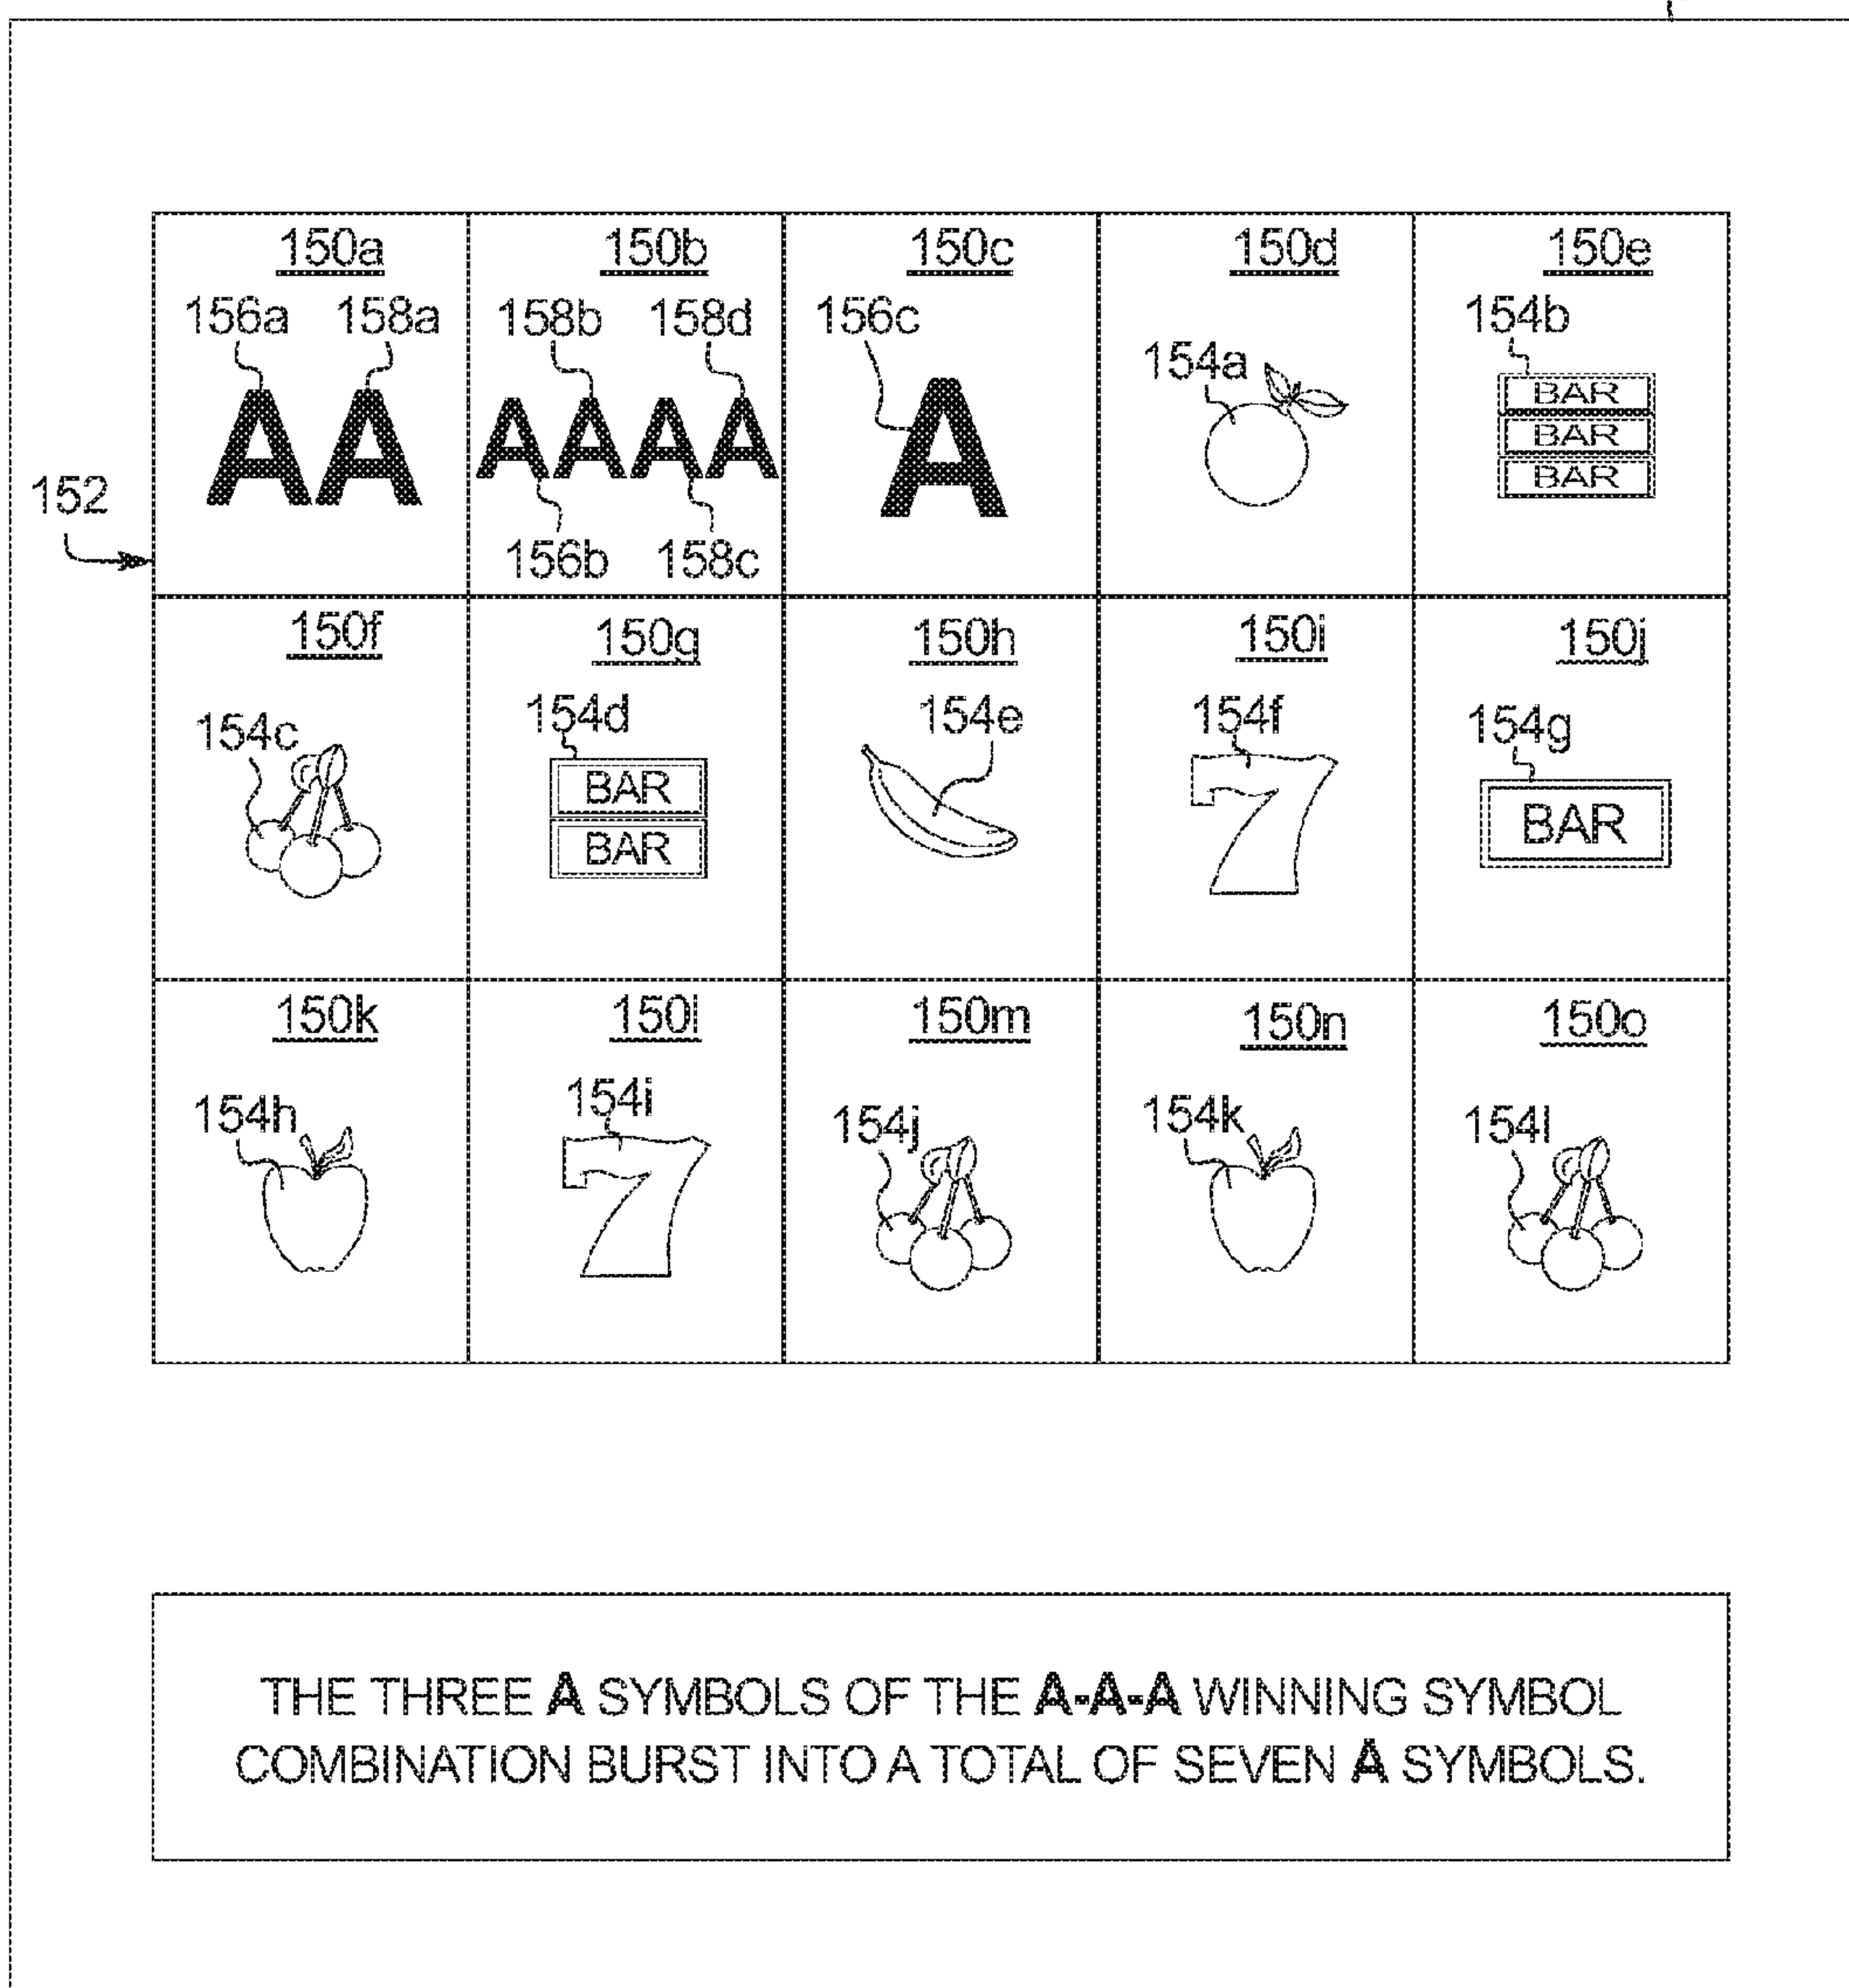 150a 150b 150c 150d 150e
156a 158a 158b 158d 156c 154a 154b
AA AAAA A BAR
BAR
BAR
152
156b 158c
150f 150g 150h 150i 150j
154c 154d 154e 154f 154g
BAR 7 BAR
BAR
150k 150l 150m 150n 150o
154h 154i 154j 154k 154l
7
THE THREE A SYMBOLS OF THE A-A-A WINNING SYMBOL
COMBINATION BURST INTO A TOTAL OF SEVEN A SYMBOLS.